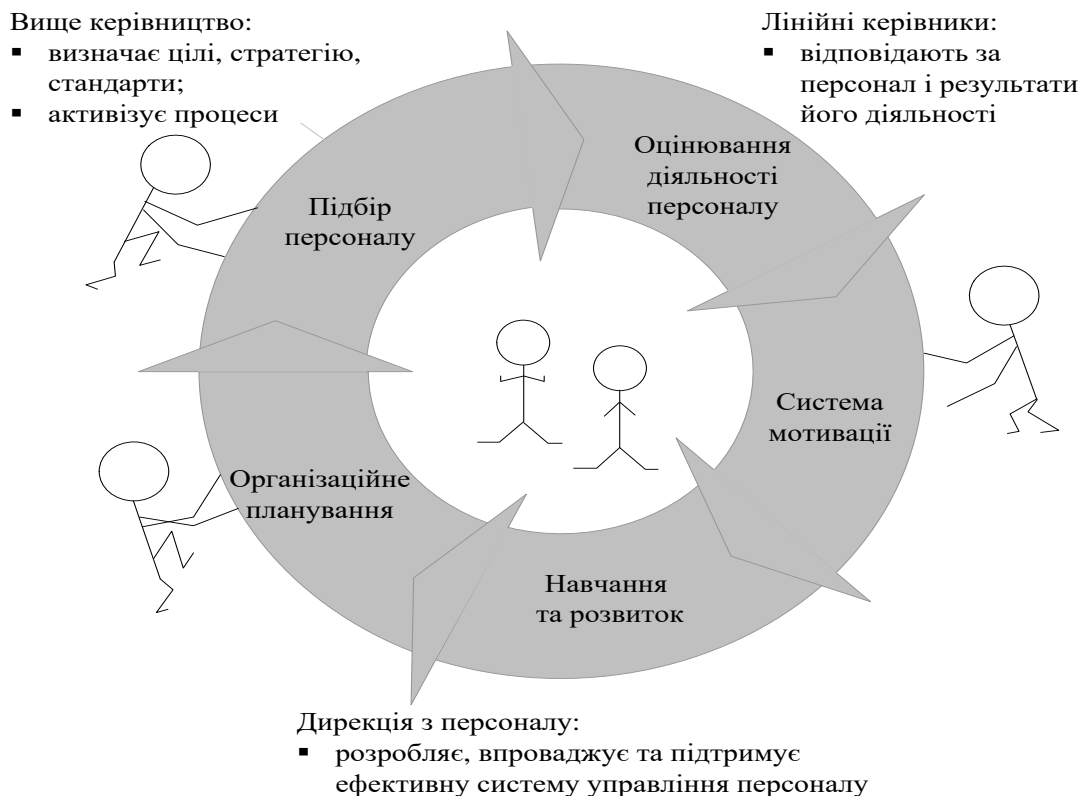 Вище керівництво:
▪ визначає цілі, стратегію,
стандарти;
▪ активізує процеси
Лінійні керівники:
▪ відповідають за
персонал і результати
його діяльності
Оцінювання
діяльності
персоналу
Підбір
персоналу
Система
мотивації
Організаційне
планування
Навчання
та розвиток
Дирекція з персоналу:
▪ розробляє, впроваджує та підтримує
ефективну систему управління персоналу